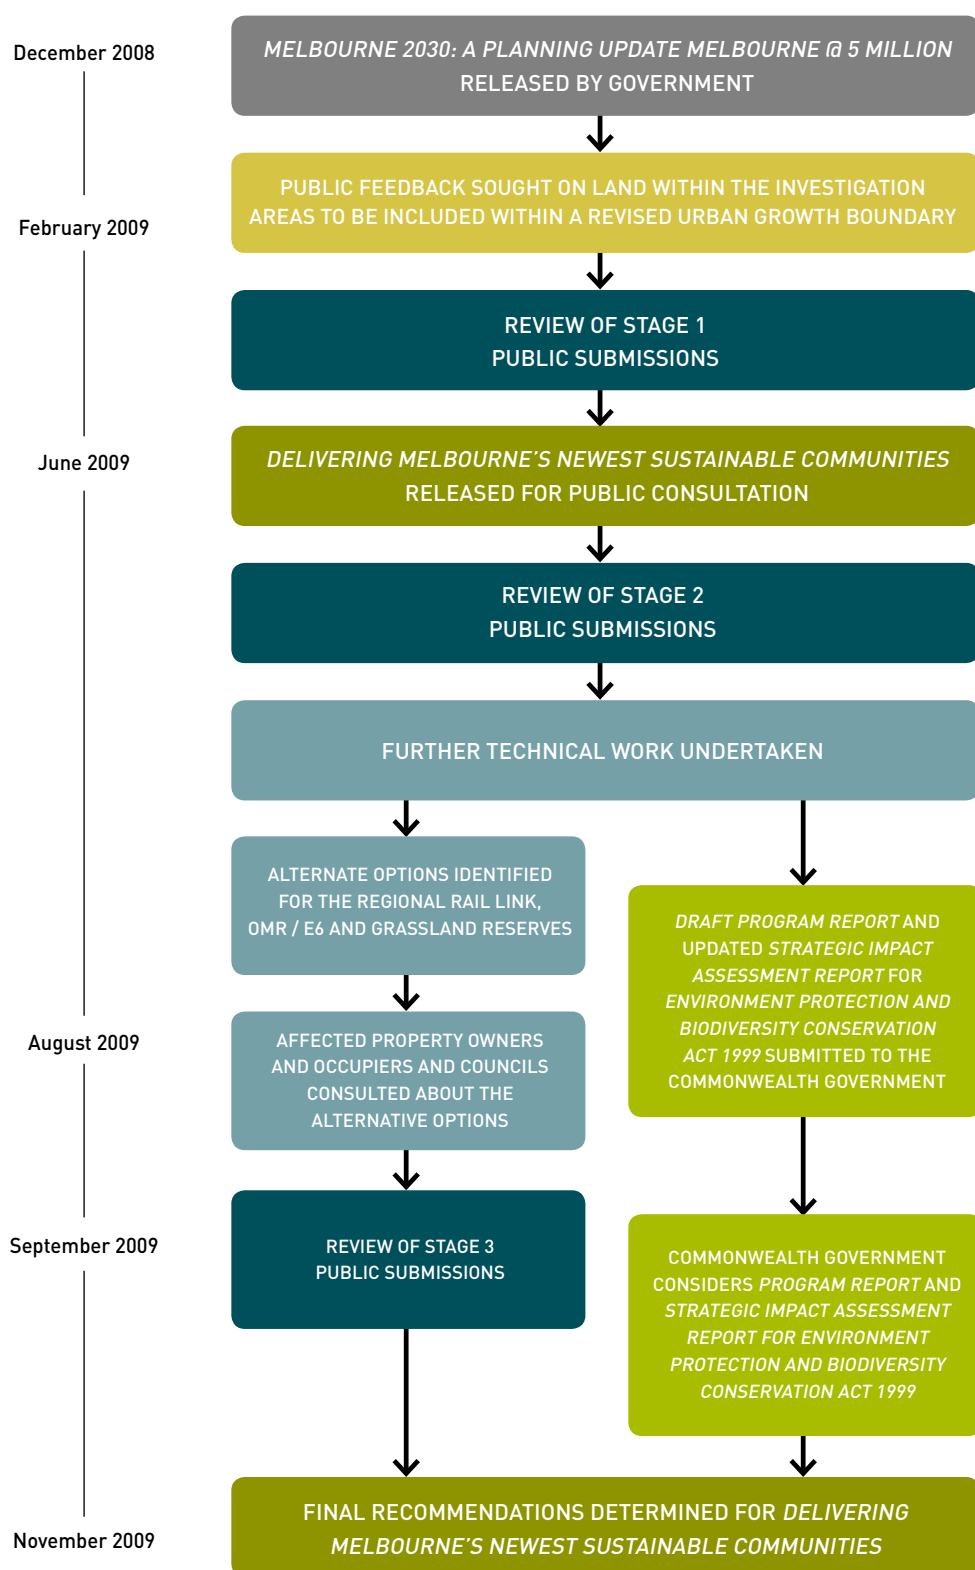 December 2008
MELBOURNE 2030: A PLANNING UPDATE MELBOURNE @ 5 MILLION
RELEASED BY GOVERNMENT
PUBLIC FEEDBACK SOUGHT ON LAND WITHIN THE INVESTIGATION
AREAS TO BE INCLUDED WITHIN A REVISED URBAN GROWTH BOUNDARY
February 2009
REVIEW OF STAGE 1
PUBLIC SUBMISSIONS
June 2009
DELIVERING MELBOURNE'S NEWEST SUSTAINABLE COMMUNITIES
RELEASED FOR PUBLIC CONSULTATION
REVIEW OF STAGE 2
PUBLIC SUBMISSIONS
FURTHER TECHNICAL WORK UNDERTAKEN
ALTERNATE OPTIONS IDENTIFIED
FOR THE REGIONAL RAIL LINK,
OMR / E6 AND GRASSLAND RESERVES
DRAFT PROGRAM REPORT AND
UPDATED STRATEGIC IMPACT
ASSESSMENT REPORT FOR
ENVIRONMENT PROTECTION AND
BIODIVERSITY CONSERVATION
ACT 1999 SUBMITTED TO THE
COMMONWEALTH GOVERNMENT
August 2009
AFFECTED PROPERTY OWNERS
AND OCCUPIERS AND COUNCILS
CONSULTED ABOUT THE
ALTERNATIVE OPTIONS
September 2009
REVIEW OF STAGE 3
PUBLIC SUBMISSIONS
COMMONWEALTH GOVERNMENT
CONSIDERS PROGRAM REPORT AND
STRATEGIC IMPACT ASSESSMENT
REPORT FOR ENVIRONMENT
PROTECTION AND BIODIVERSITY
CONSERVATION ACT 1999
November 2009
FINAL RECOMMENDATIONS DETERMINED FOR DELIVERING
MELBOURNE'S NEWEST SUSTAINABLE COMMUNITIES